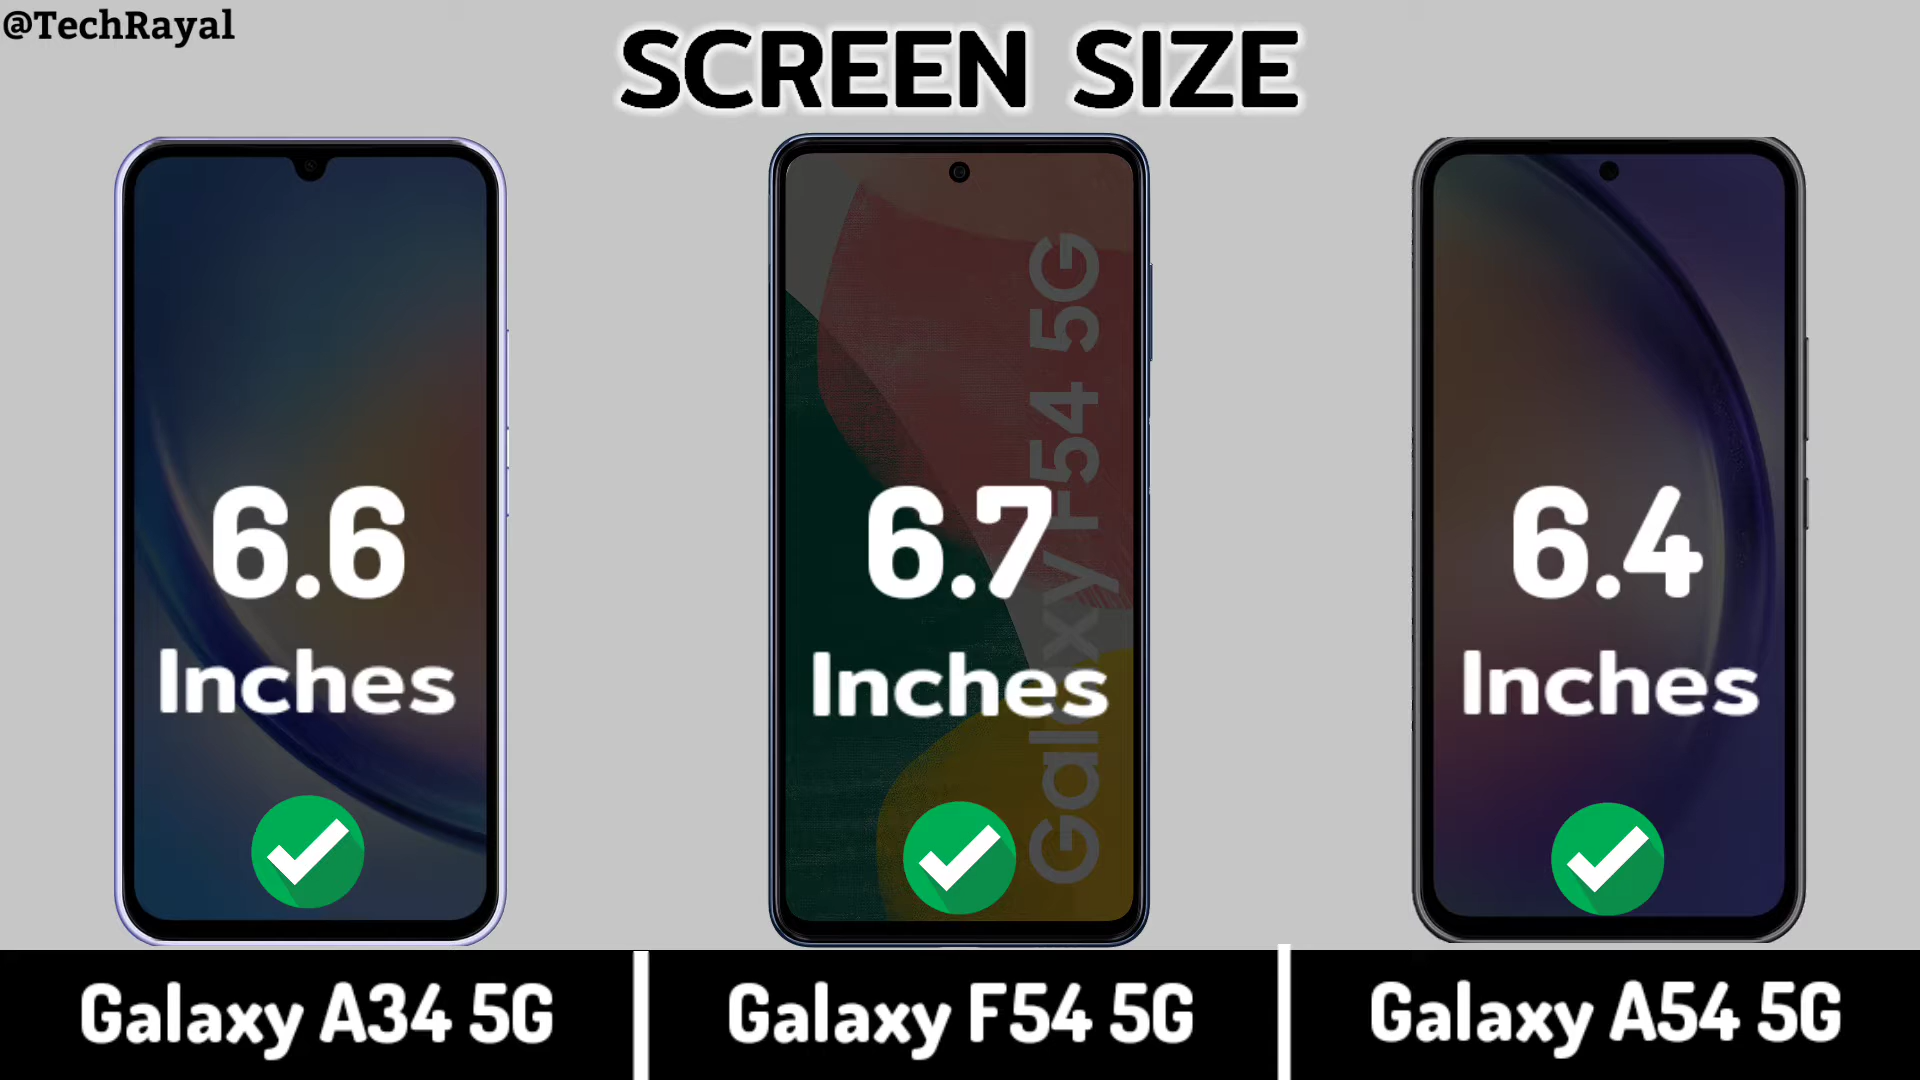 @TechRayal
SCREEN SIZE
6.6
Inches
Galaxy F54 5G
6.7
Inches
6.4
Inches
Galaxy A34 5G
Galaxy F54 5G
Galaxy A54 5G